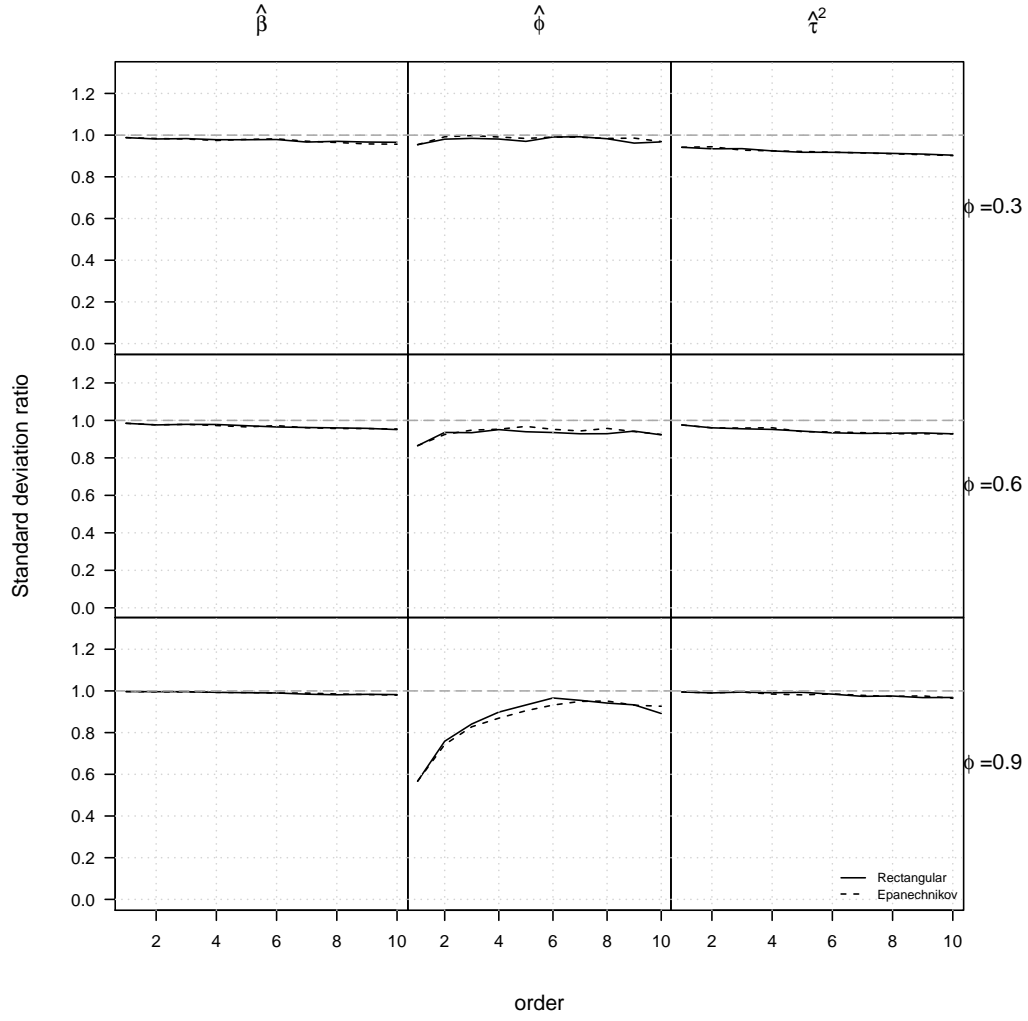 β̂ φ̂ τ̂²
1.2
1.0
0.8
0.6
0.4
0.2
0.0
ϕ =0.3
1.2
1.0
0.8
0.6
0.4
0.2
0.0
ϕ =0.6
Standard deviation ratio
1.2
1.0
0.8
0.6
0.4
0.2
0.0
ϕ =0.9
Rectangular
Epanechnikov
2 4 6 8 10 2 4 6 8 10 2 4 6 8 10
order